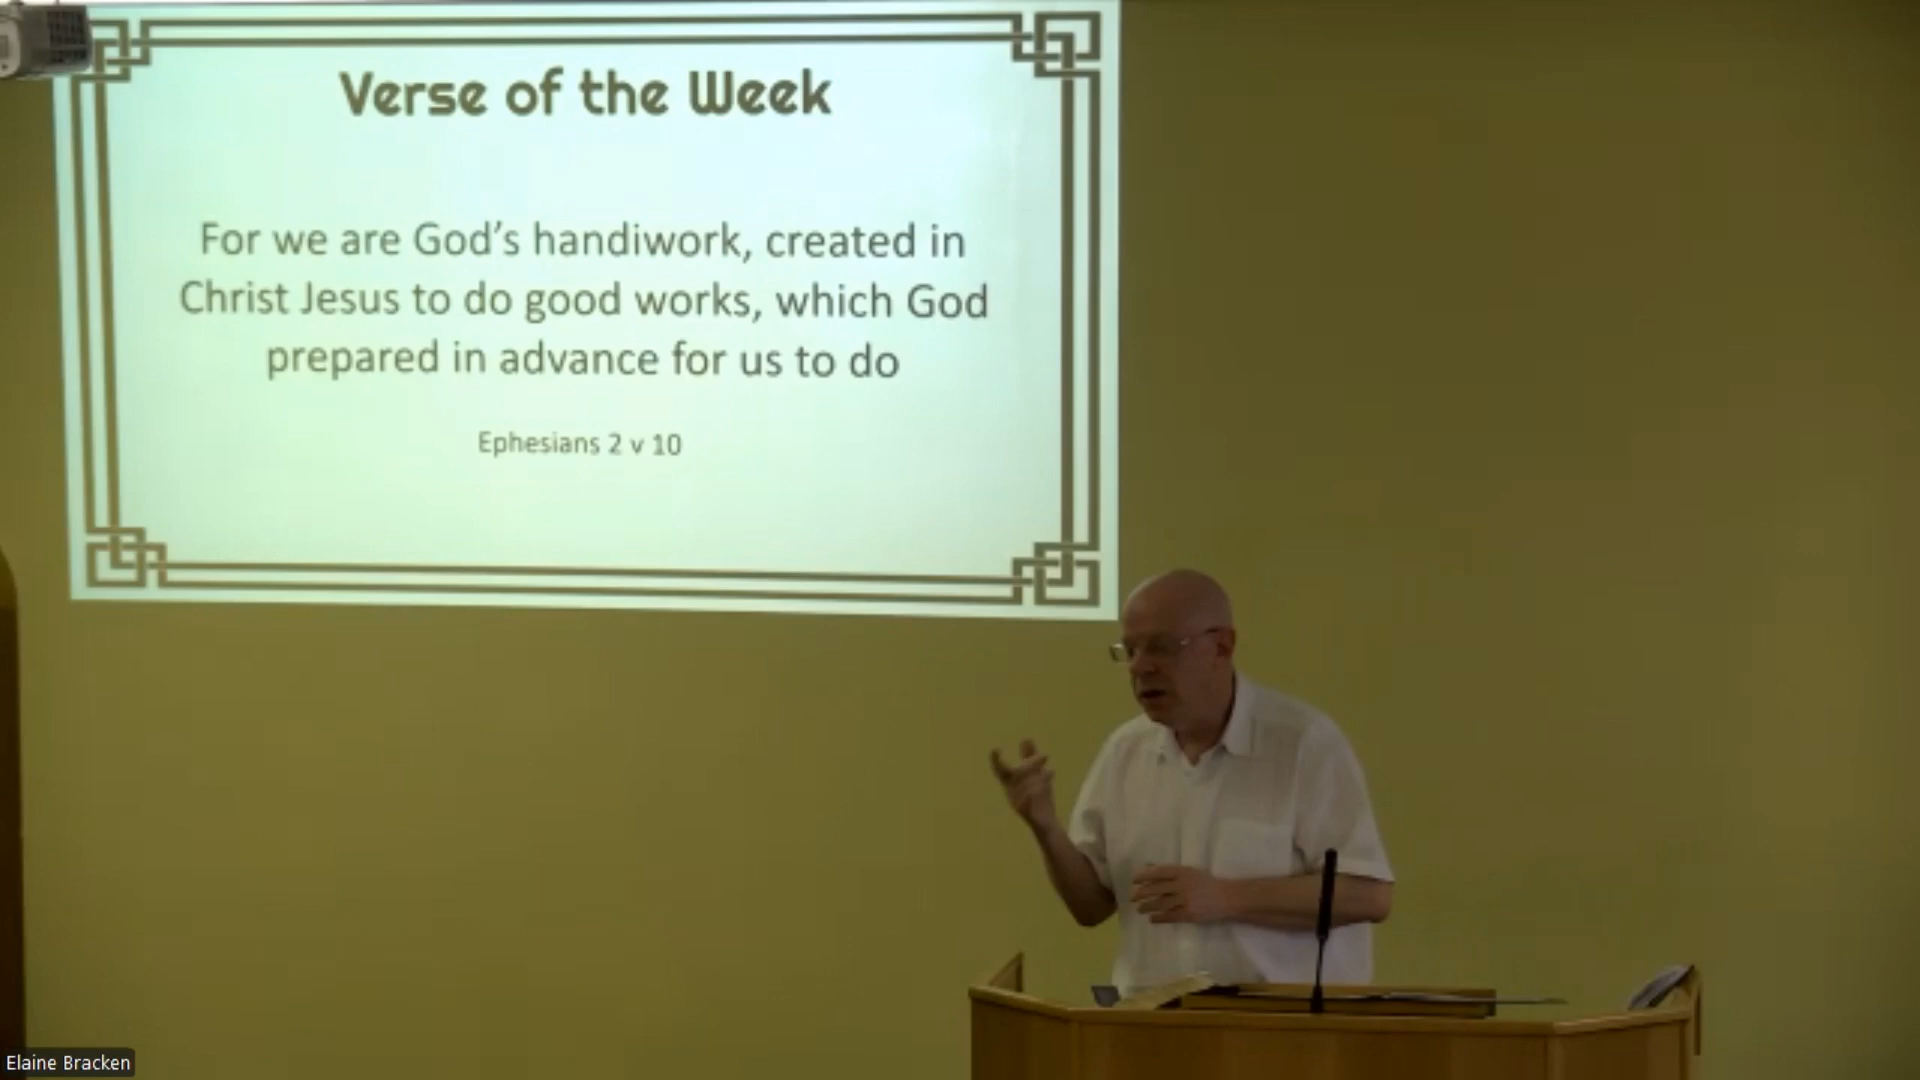 Verse of the Week
For we are God's handiwork, created in
Christ Jesus to do good works, which God
prepared in advance for us to do
Ephesians 2 v 10
Elaine Bracken